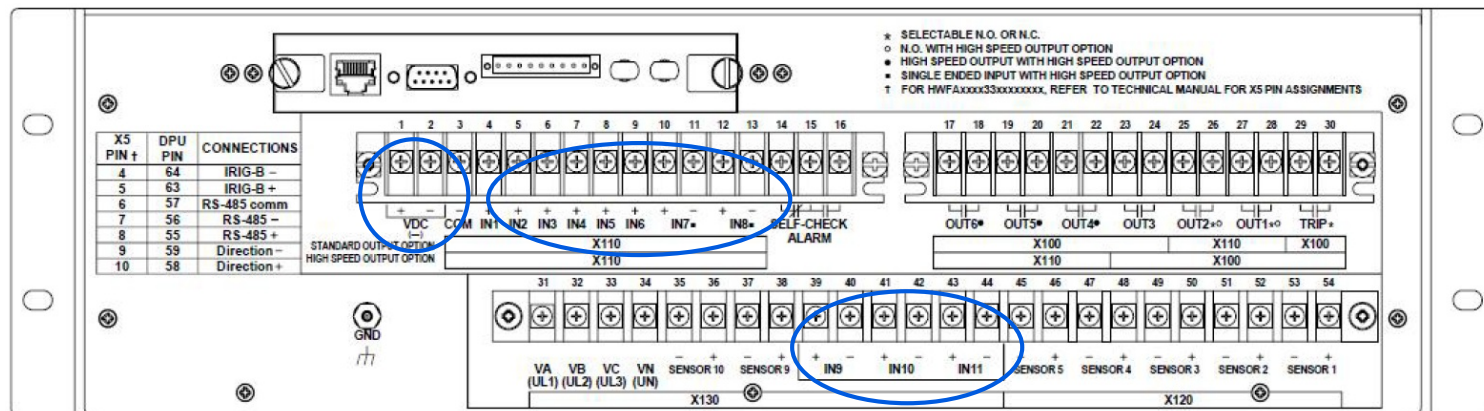 * SELECTABLE N.O. OR N.C.
○ N.O. WITH HIGH SPEED OUTPUT OPTION
● HIGH SPEED OUTPUT WITH HIGH SPEED OUTPUT OPTION
▪ SINGLE ENDED INPUT WITH HIGH SPEED OUTPUT OPTION
† FOR HWFAxxxx33xxxxxxxx, REFER TO TECHNICAL MANUAL FOR X5 PIN ASSIGNMENTS
X5 PIN † DPU PIN CONNECTIONS
4 64 IRIG-B −
5 63 IRIG-B +
6 57 RS-485 comm
7 56 RS-485 −
8 55 RS-485 +
9 59 Direction −
10 58 Direction +
1 2 3 4 5 6 7 8 9 10 11 12 13 14 15 16
+ − − + + + + + + + − + −
VDC COM IN1 IN2 IN3 IN4 IN5 IN6 IN7▪ IN8▪ SELF-CHECK
(—) ALARM
STANDARD OUTPUT OPTION X110
HIGH SPEED OUTPUT OPTION X110
17 18 19 20 21 22 23 24 25 26 27 28 29 30
OUT6● OUT5● OUT4● OUT3 OUT2*○ OUT1*○ TRIP*
X100 X110 X100
X110 X100
GND
31 32 33 34 35 36 37 38 39 40 41 42 43 44 45 46 47 48 49 50 51 52 53 54
− + − + + − + − + − − + − + − + − + − +
VA VB VC VN SENSOR 10 SENSOR 9 IN9 IN10 IN11 SENSOR 5 SENSOR 4 SENSOR 3 SENSOR 2 SENSOR 1
(UL1) (UL2) (UL3) (UN)
X130 X120